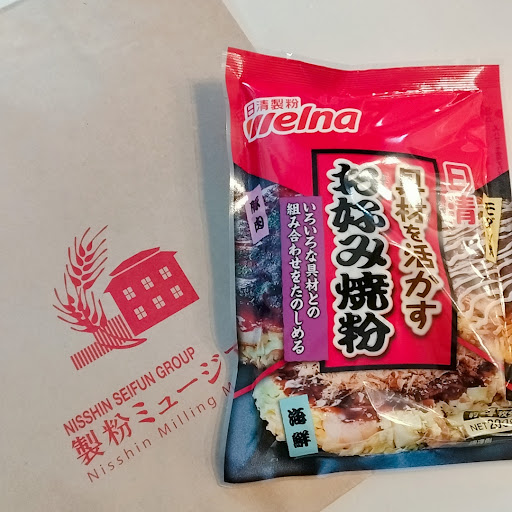 NISSHIN SEIFUN GROUP
製粉ミュージ
Nisshin Milling M
日清製粉
Welna
日清
具材を活かす
お好み焼粉
いろいろな具材との
組み合わせをたのしめる
豚肉
海鮮
NET